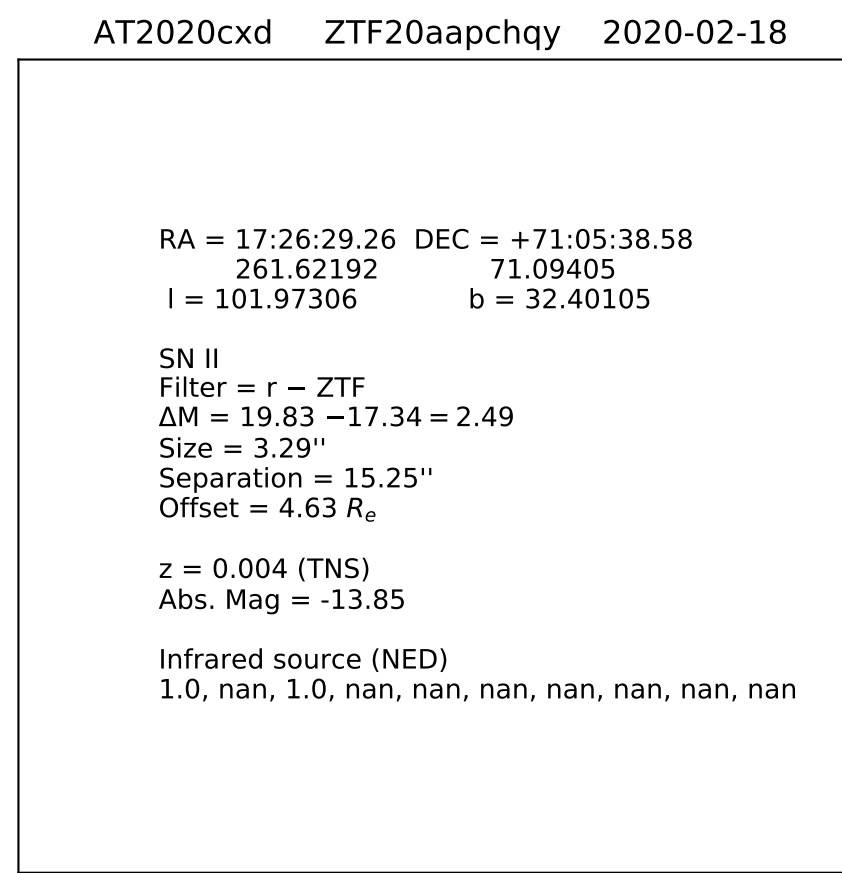 AT2020cxd ZTF20aapchqy 2020-02-18
RA = 17:26:29.26 DEC = +71:05:38.58
261.62192 71.09405
l = 101.97306 b = 32.40105
SN II
Filter = r − ZTF
ΔM = 19.83 −17.34 = 2.49
Size = 3.29''
Separation = 15.25''
Offset = 4.63 Rₑ
z = 0.004 (TNS)
Abs. Mag = -13.85
Infrared source (NED)
1.0, nan, 1.0, nan, nan, nan, nan, nan, nan, nan